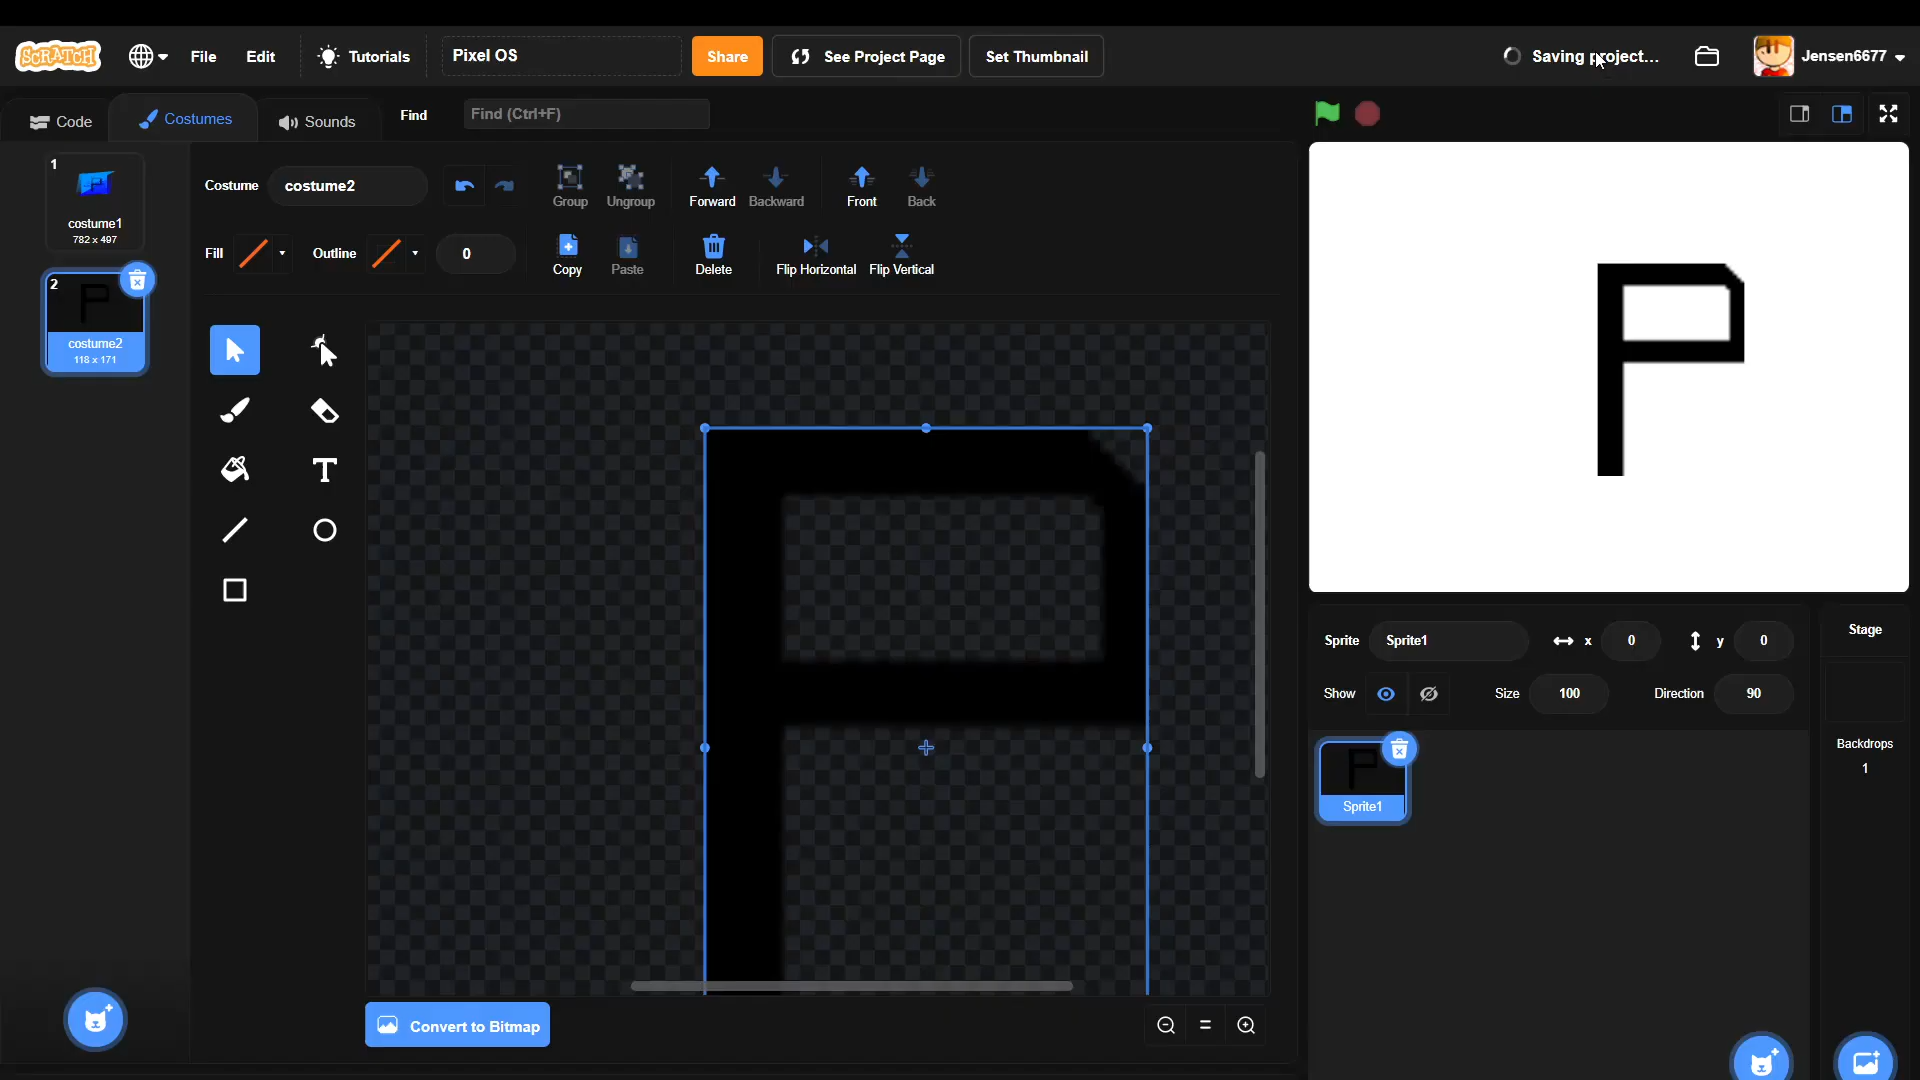 SCRATCH File Edit Tutorials Pixel OS Share See Project Page Set Thumbnail Saving project... Jensen6677
Code Costumes Sounds Find Find (Ctrl+F)
1
costume1
782 x 497
2
costume2
118 x 171
Costume costume2 Group Ungroup Forward Backward Front Back
Fill Outline 0 Copy Paste Delete Flip Horizontal Flip Vertical
T
P
P
Convert to Bitmap
Sprite Sprite1 x 0 y 0
Show Size 100 Direction 90
Sprite1
Stage
Backdrops
1